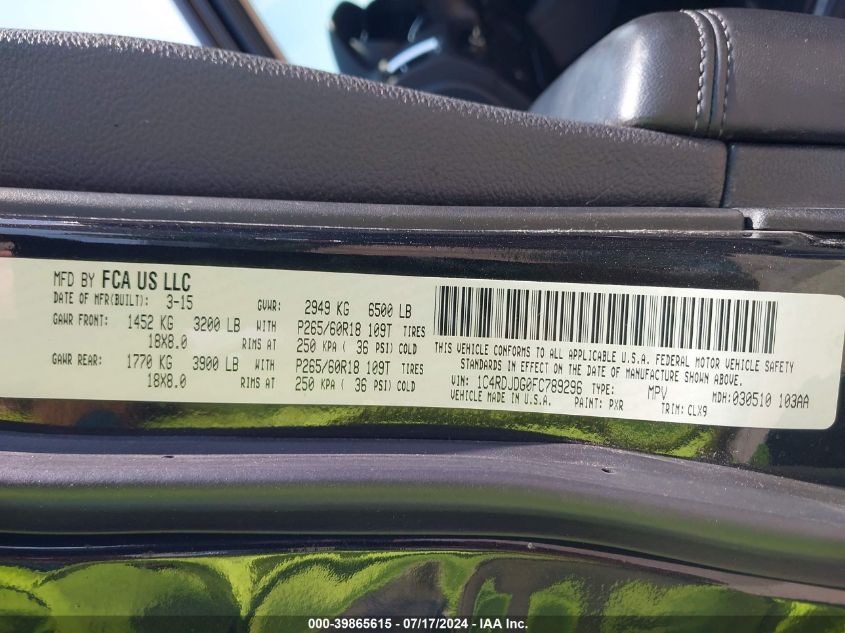 MFD BY FCA US LLC
DATE OF MFR(BUILT): 3-15 GVWR: 2949 KG 6500 LB
GAWR FRONT: 1452 KG 3200 LB WITH P265/60R18 109T TIRES
18X8.0 RIMS AT 250 KPA ( 36 PSI) COLD
GAWR REAR: 1770 KG 3900 LB WITH P265/60R18 109T TIRES
18X8.0 RIMS AT 250 KPA ( 36 PSI) COLD
THIS VEHICLE CONFORMS TO ALL APPLICABLE U.S.A. FEDERAL MOTOR VEHICLE SAFETY
STANDARDS IN EFFECT ON THE DATE OF MANUFACTURE SHOWN ABOVE.
VIN: 1C4RDJDG0FC789296 TYPE: MPV MDH: 030510 103AA
VEHICLE MADE IN U.S.A. PAINT: PXR TRIM: CLX9
000-39865615 / 07/17/2024 / IAA Inc.